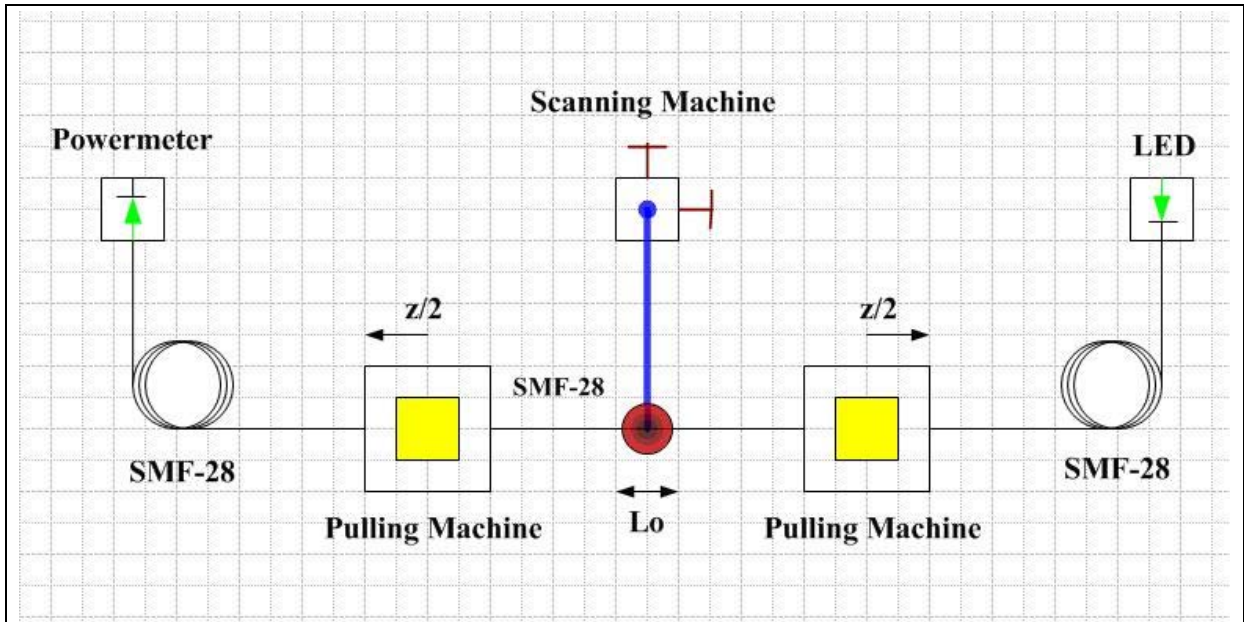 Scanning Machine
Powermeter
LED
z/2
z/2
SMF-28
SMF-28
SMF-28
Pulling Machine
Lo
Pulling Machine